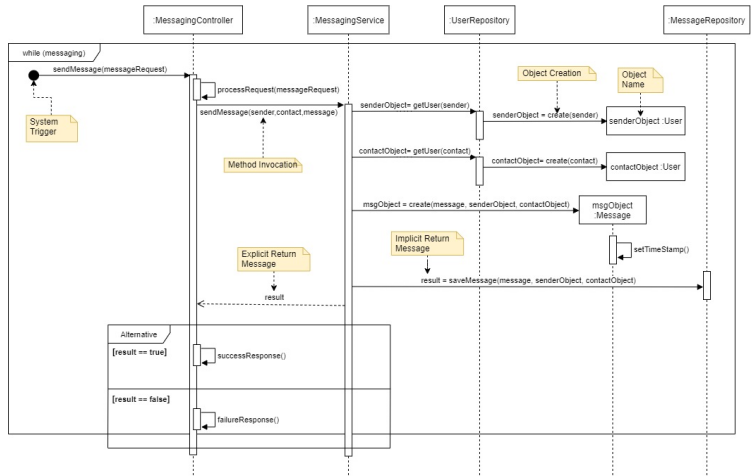 :MessagingController
:MessagingService
:UserRepository
:MessageRepository
while (messaging)
sendMessage(messageRequest)
System
Trigger
processRequest(messageRequest)
sendMessage(sender,contact,message)
Method Invocation
senderObject= getUser(sender)
Object Creation
Object
Name
senderObject = create(sender)
senderObject :User
contactObject= getUser(contact)
contactObject= create(contact)
contactObject :User
msgObject = create(message, senderObject, contactObject)
msgObject
:Message
setTimeStamp()
Implicit Return
Message
Explicit Return
Message
result = saveMessage(message, senderObject, contactObject)
result
Alternative
[result == true]
successResponse()
[result == false]
failureResponse()